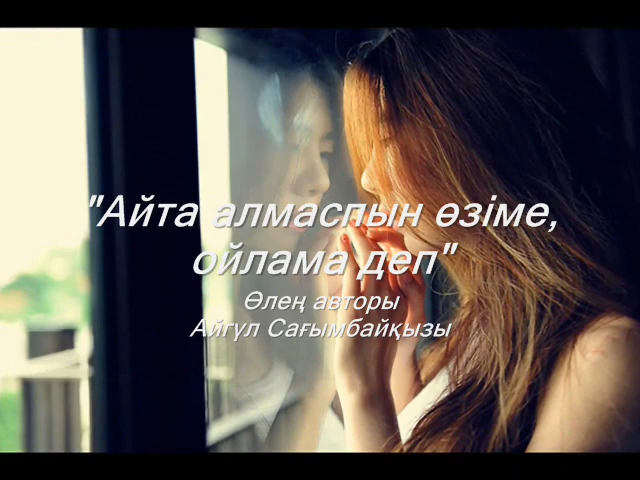 "Айта алмаспын өзіме,
ойлама деп"
Өлең авторы
Айгүл Сағымбайқызы